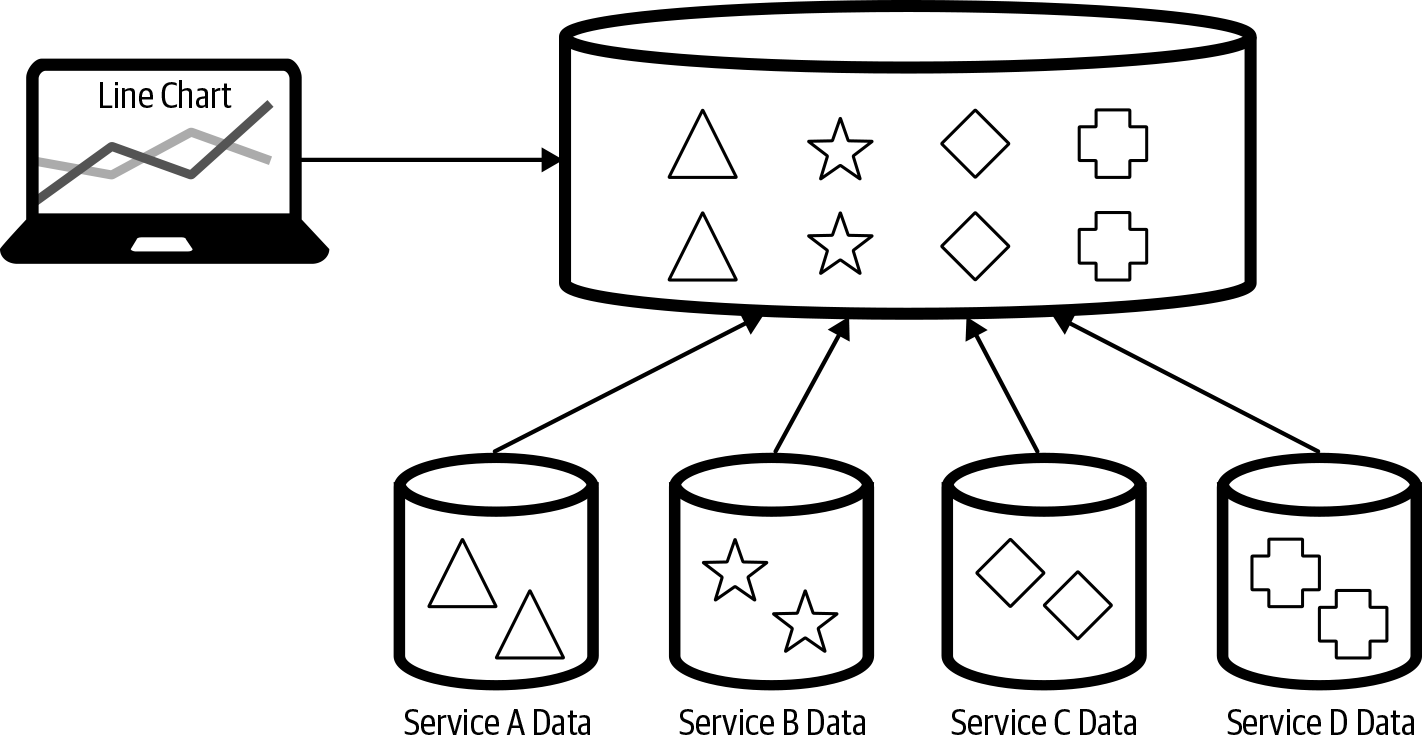 Line Chart
Service A Data
Service B Data
Service C Data
Service D Data